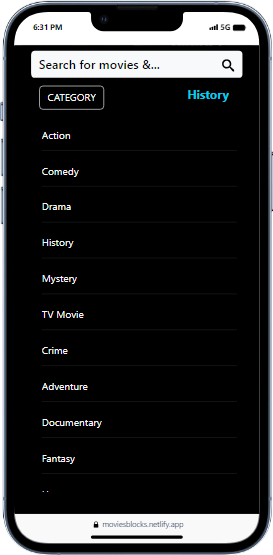 6:31 PM 5G
Search for movies &...
CATEGORY History
Action
Comedy
Drama
History
Mystery
TV Movie
Crime
Adventure
Documentary
Fantasy
moviesblocks.netlify.app